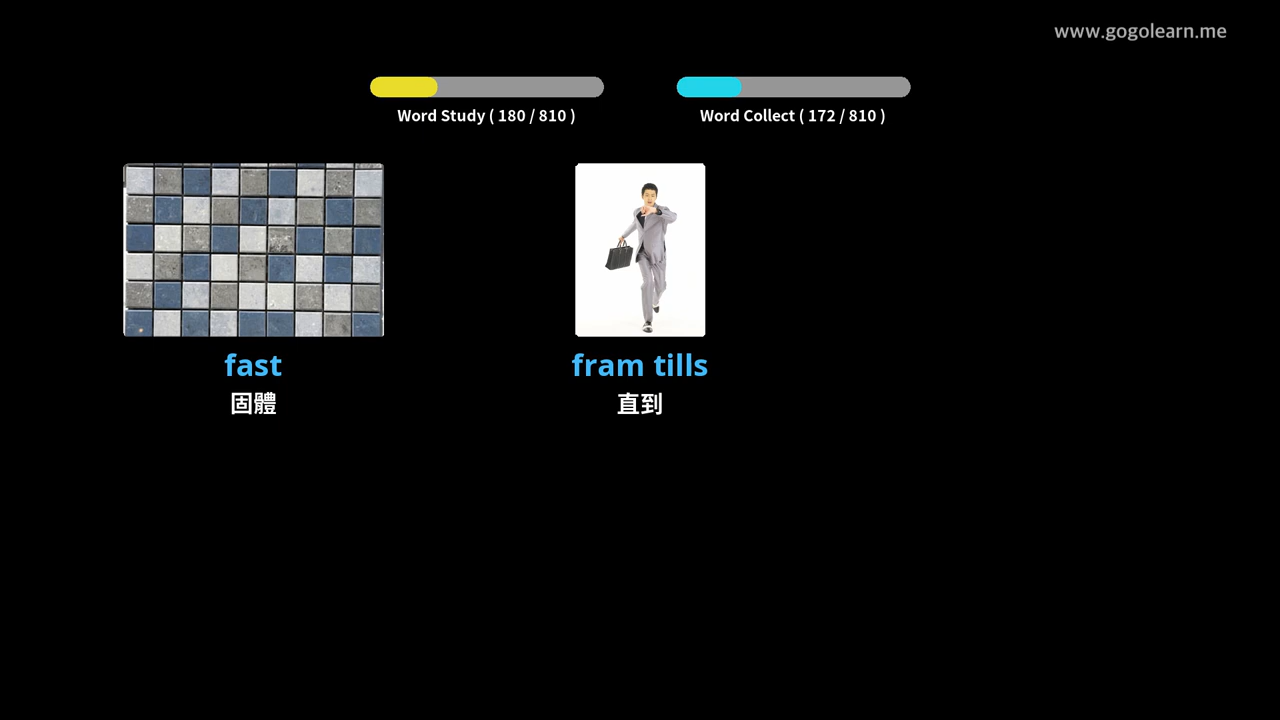 www.gogolearn.me
Word Study ( 180 / 810 )
Word Collect ( 172 / 810 )
fast
固體
fram tills
直到